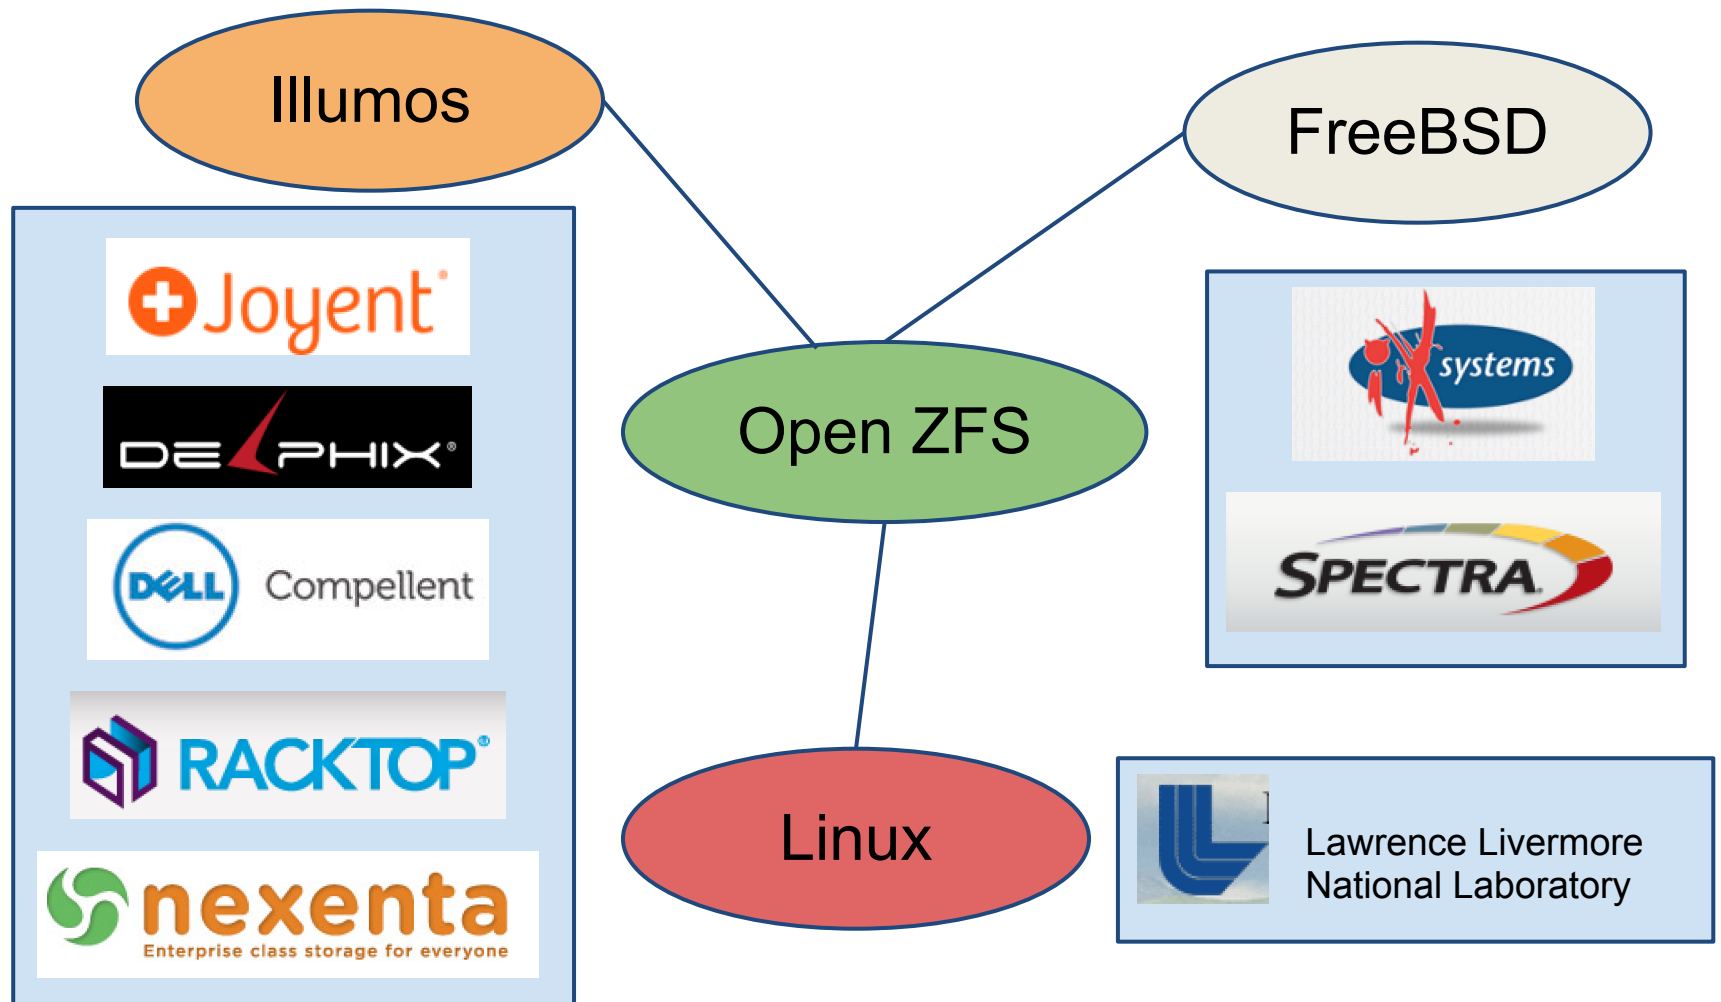 Illumos
FreeBSD
Joyent
DELPHIX®
DELL Compellent
RACKTOP®
nexenta
Enterprise class storage for everyone
Open ZFS
iX systems
SPECTRA
Linux
Lawrence Livermore
National Laboratory